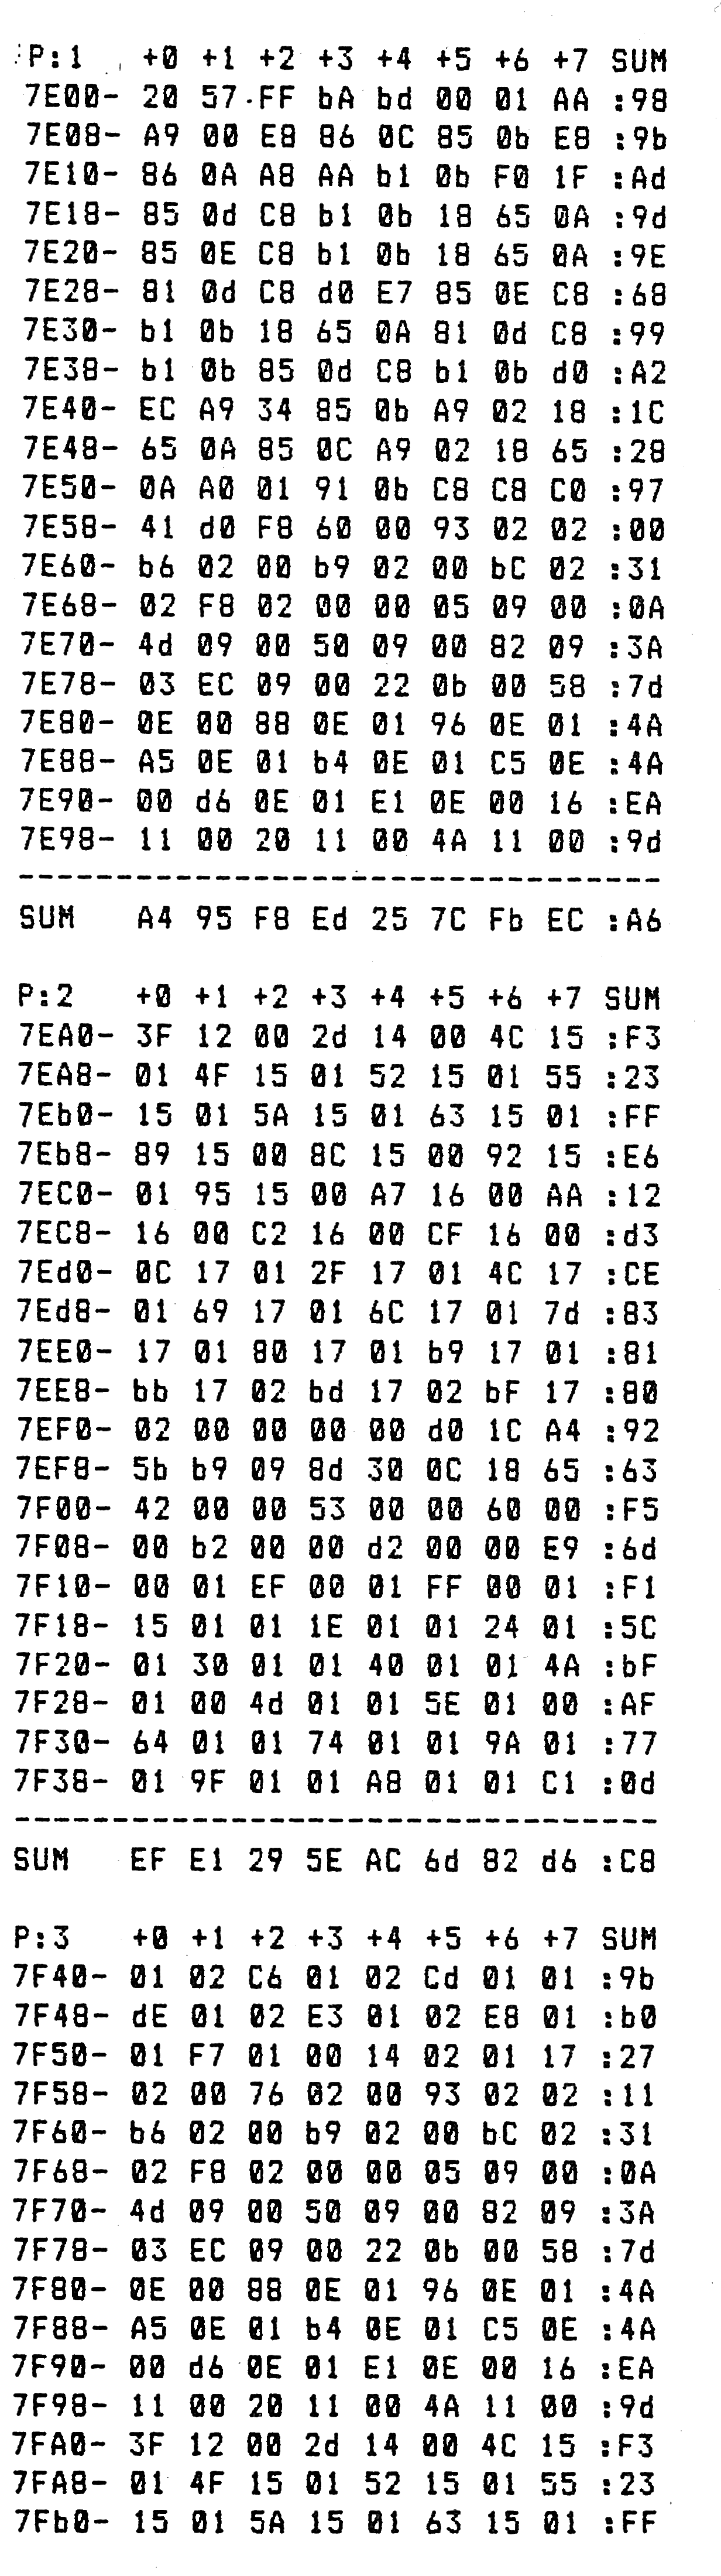 P:1 +0 +1 +2 +3 +4 +5 +6 +7 SUM
7E00- 20 57 FF bA bd 00 01 AA :98
7E08- A9 00 E8 86 0C 85 0b E8 :9b
7E10- 86 0A A8 AA b1 0b F0 1F :Ad
7E18- 85 0d C8 b1 0b 18 65 0A :9d
7E20- 85 0E C8 b1 0b 18 65 0A :9E
7E28- 81 0d C8 d0 E7 85 0E C8 :68
7E30- b1 0b 18 65 0A 81 0d C8 :99
7E38- b1 0b 85 0d C8 b1 0b d0 :A2
7E40- EC A9 34 85 0b A9 02 18 :1C
7E48- 65 0A 85 0C A9 02 18 65 :28
7E50- 0A A0 01 91 0b C8 C8 C0 :97
7E58- 41 d0 F8 60 00 93 02 02 :00
7E60- b6 02 00 b9 02 00 bC 02 :31
7E68- 02 F8 02 00 00 05 09 00 :0A
7E70- 4d 09 00 50 09 00 82 09 :3A
7E78- 03 EC 09 00 22 0b 00 58 :7d
7E80- 0E 00 88 0E 01 96 0E 01 :4A
7E88- A5 0E 01 b4 0E 01 C5 0E :4A
7E90- 00 d6 0E 01 E1 0E 00 16 :EA
7E98- 11 00 20 11 00 4A 11 00 :9d
---------------------------------
SUM A4 95 F8 Ed 25 7C Fb EC :A6
P:2 +0 +1 +2 +3 +4 +5 +6 +7 SUM
7EA0- 3F 12 00 2d 14 00 4C 15 :F3
7EA8- 01 4F 15 01 52 15 01 55 :23
7Eb0- 15 01 5A 15 01 63 15 01 :FF
7Eb8- 89 15 00 8C 15 00 92 15 :E6
7EC0- 01 95 15 00 A7 16 00 AA :12
7EC8- 16 00 C2 16 00 CF 16 00 :d3
7Ed0- 0C 17 01 2F 17 01 4C 17 :CE
7Ed8- 01 69 17 01 6C 17 01 7d :83
7EE0- 17 01 80 17 01 b9 17 01 :81
7EE8- bb 17 02 bd 17 02 bF 17 :80
7EF0- 02 00 00 00 00 d0 1C A4 :92
7EF8- 5b b9 09 8d 30 0C 18 65 :63
7F00- 42 00 00 53 00 00 60 00 :F5
7F08- 00 b2 00 00 d2 00 00 E9 :6d
7F10- 00 01 EF 00 01 FF 00 01 :F1
7F18- 15 01 01 1E 01 01 24 01 :5C
7F20- 01 30 01 01 40 01 01 4A :bF
7F28- 01 00 4d 01 01 5E 01 00 :AF
7F30- 64 01 01 74 01 01 9A 01 :77
7F38- 01 9F 01 01 A8 01 01 C1 :0d
---------------------------------
SUM EF E1 29 5E AC 6d 82 d6 :C8
P:3 +0 +1 +2 +3 +4 +5 +6 +7 SUM
7F40- 01 02 C6 01 02 Cd 01 01 :9b
7F48- dE 01 02 E3 01 02 E8 01 :b0
7F50- 01 F7 01 00 14 02 01 17 :27
7F58- 02 00 76 02 00 93 02 02 :11
7F60- b6 02 00 b9 02 00 bC 02 :31
7F68- 02 F8 02 00 00 05 09 00 :0A
7F70- 4d 09 00 50 09 00 82 09 :3A
7F78- 03 EC 09 00 22 0b 00 58 :7d
7F80- 0E 00 88 0E 01 96 0E 01 :4A
7F88- A5 0E 01 b4 0E 01 C5 0E :4A
7F90- 00 d6 0E 01 E1 0E 00 16 :EA
7F98- 11 00 20 11 00 4A 11 00 :9d
7FA0- 3F 12 00 2d 14 00 4C 15 :F3
7FA8- 01 4F 15 01 52 15 01 55 :23
7Fb0- 15 01 5A 15 01 63 15 01 :FF